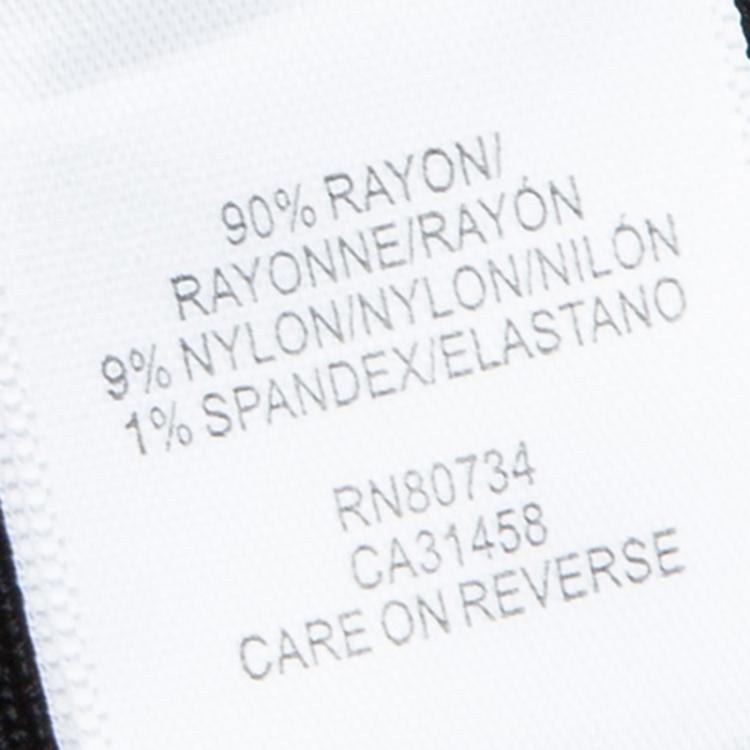 90% RAYON/
RAYONNE/RAYÓN
9% NYLON/NYLON/NILÓN
1% SPANDEX/ELASTANO
RN80734
CA31458
CARE ON REVERSE